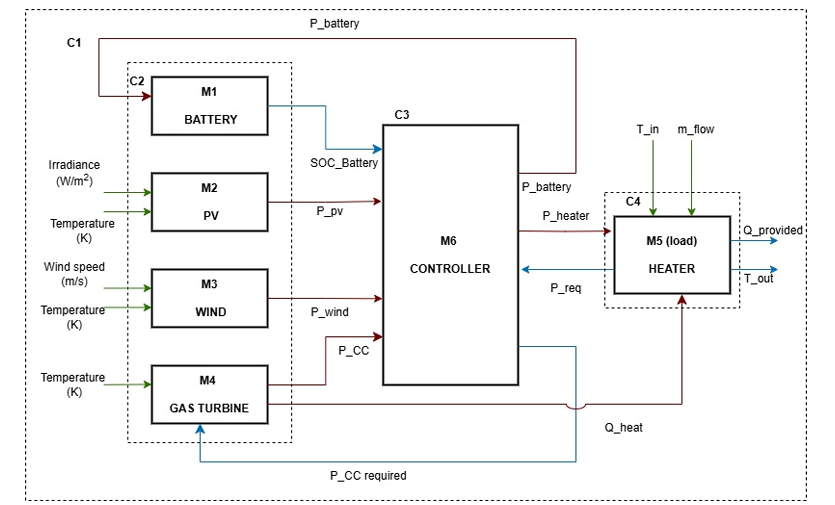 P_battery
C1
C2
M1
BATTERY
C3
SOC_Battery
T_in
m_flow
Irradiance
(W/m²)
M2
PV
Temperature
(K)
P_pv
P_battery
P_heater
C4
M5 (load)
HEATER
Q_provided
T_out
M6
CONTROLLER
P_req
Wind speed
(m/s)
M3
WIND
Temperature
(K)
P_wind
P_CC
Temperature
(K)
M4
GAS TURBINE
Q_heat
P_CC required